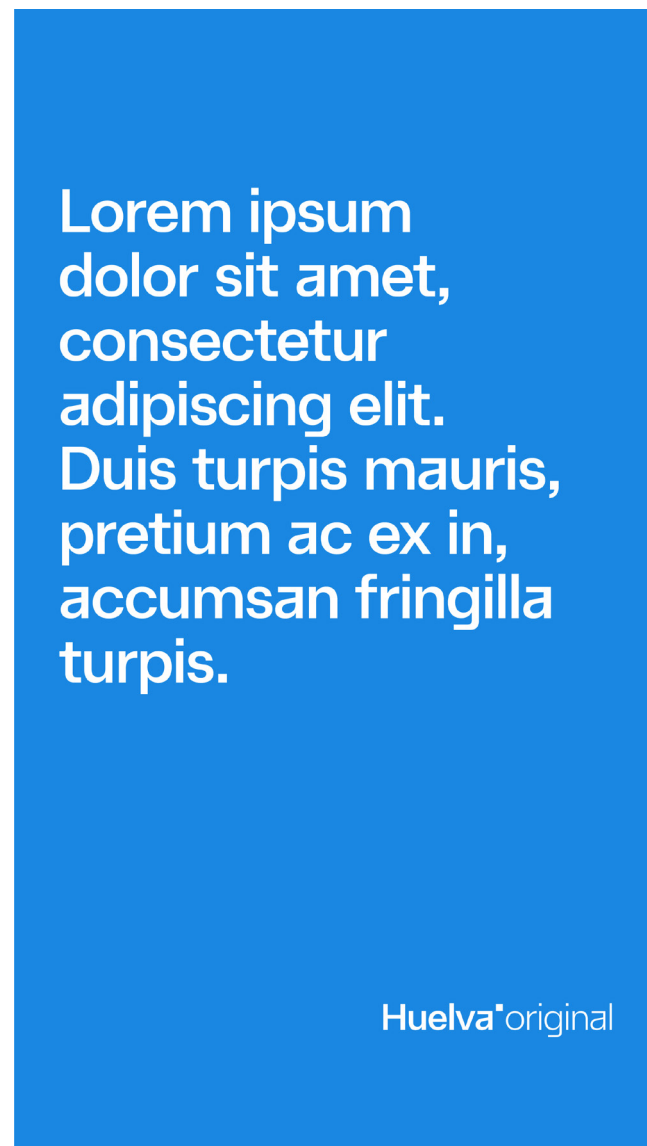 Lorem ipsum
dolor sit amet,
consectetur
adipiscing elit.
Duis turpis mauris,
pretium ac ex in,
accumsan fringilla
turpis.
Huelva▪original